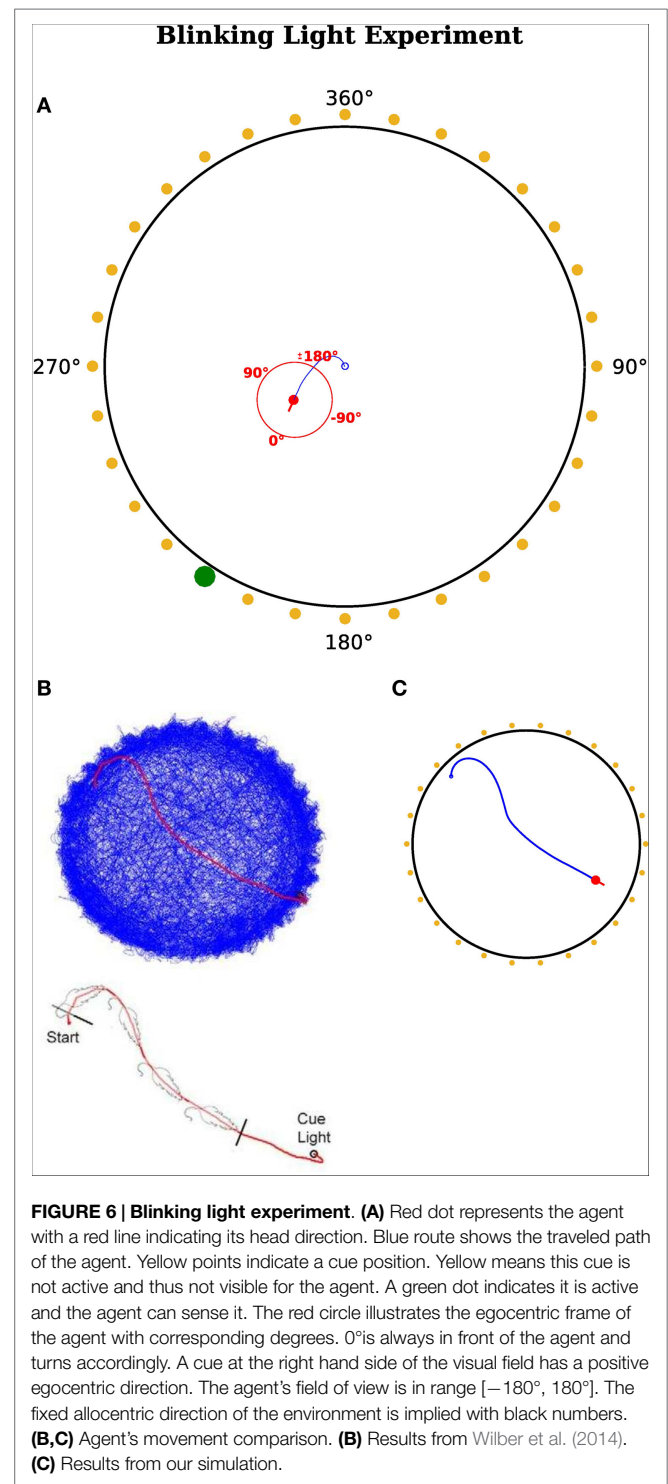 Blinking Light Experiment
A
360°
270°
90°
±180°
90°
-90°
0°
180°
B
C
Start
Cue
Light
FIGURE 6 | Blinking light experiment. (A) Red dot represents the agent
with a red line indicating its head direction. Blue route shows the traveled path
of the agent. Yellow points indicate a cue position. Yellow means this cue is
not active and thus not visible for the agent. A green dot indicates it is active
and the agent can sense it. The red circle illustrates the egocentric frame of
the agent with corresponding degrees. 0°is always in front of the agent and
turns accordingly. A cue at the right hand side of the visual field has a positive
egocentric direction. The agent’s field of view is in range [−180°, 180°]. The
fixed allocentric direction of the environment is implied with black numbers.
(B,C) Agent’s movement comparison. (B) Results from Wilber et al. (2014).
(C) Results from our simulation.